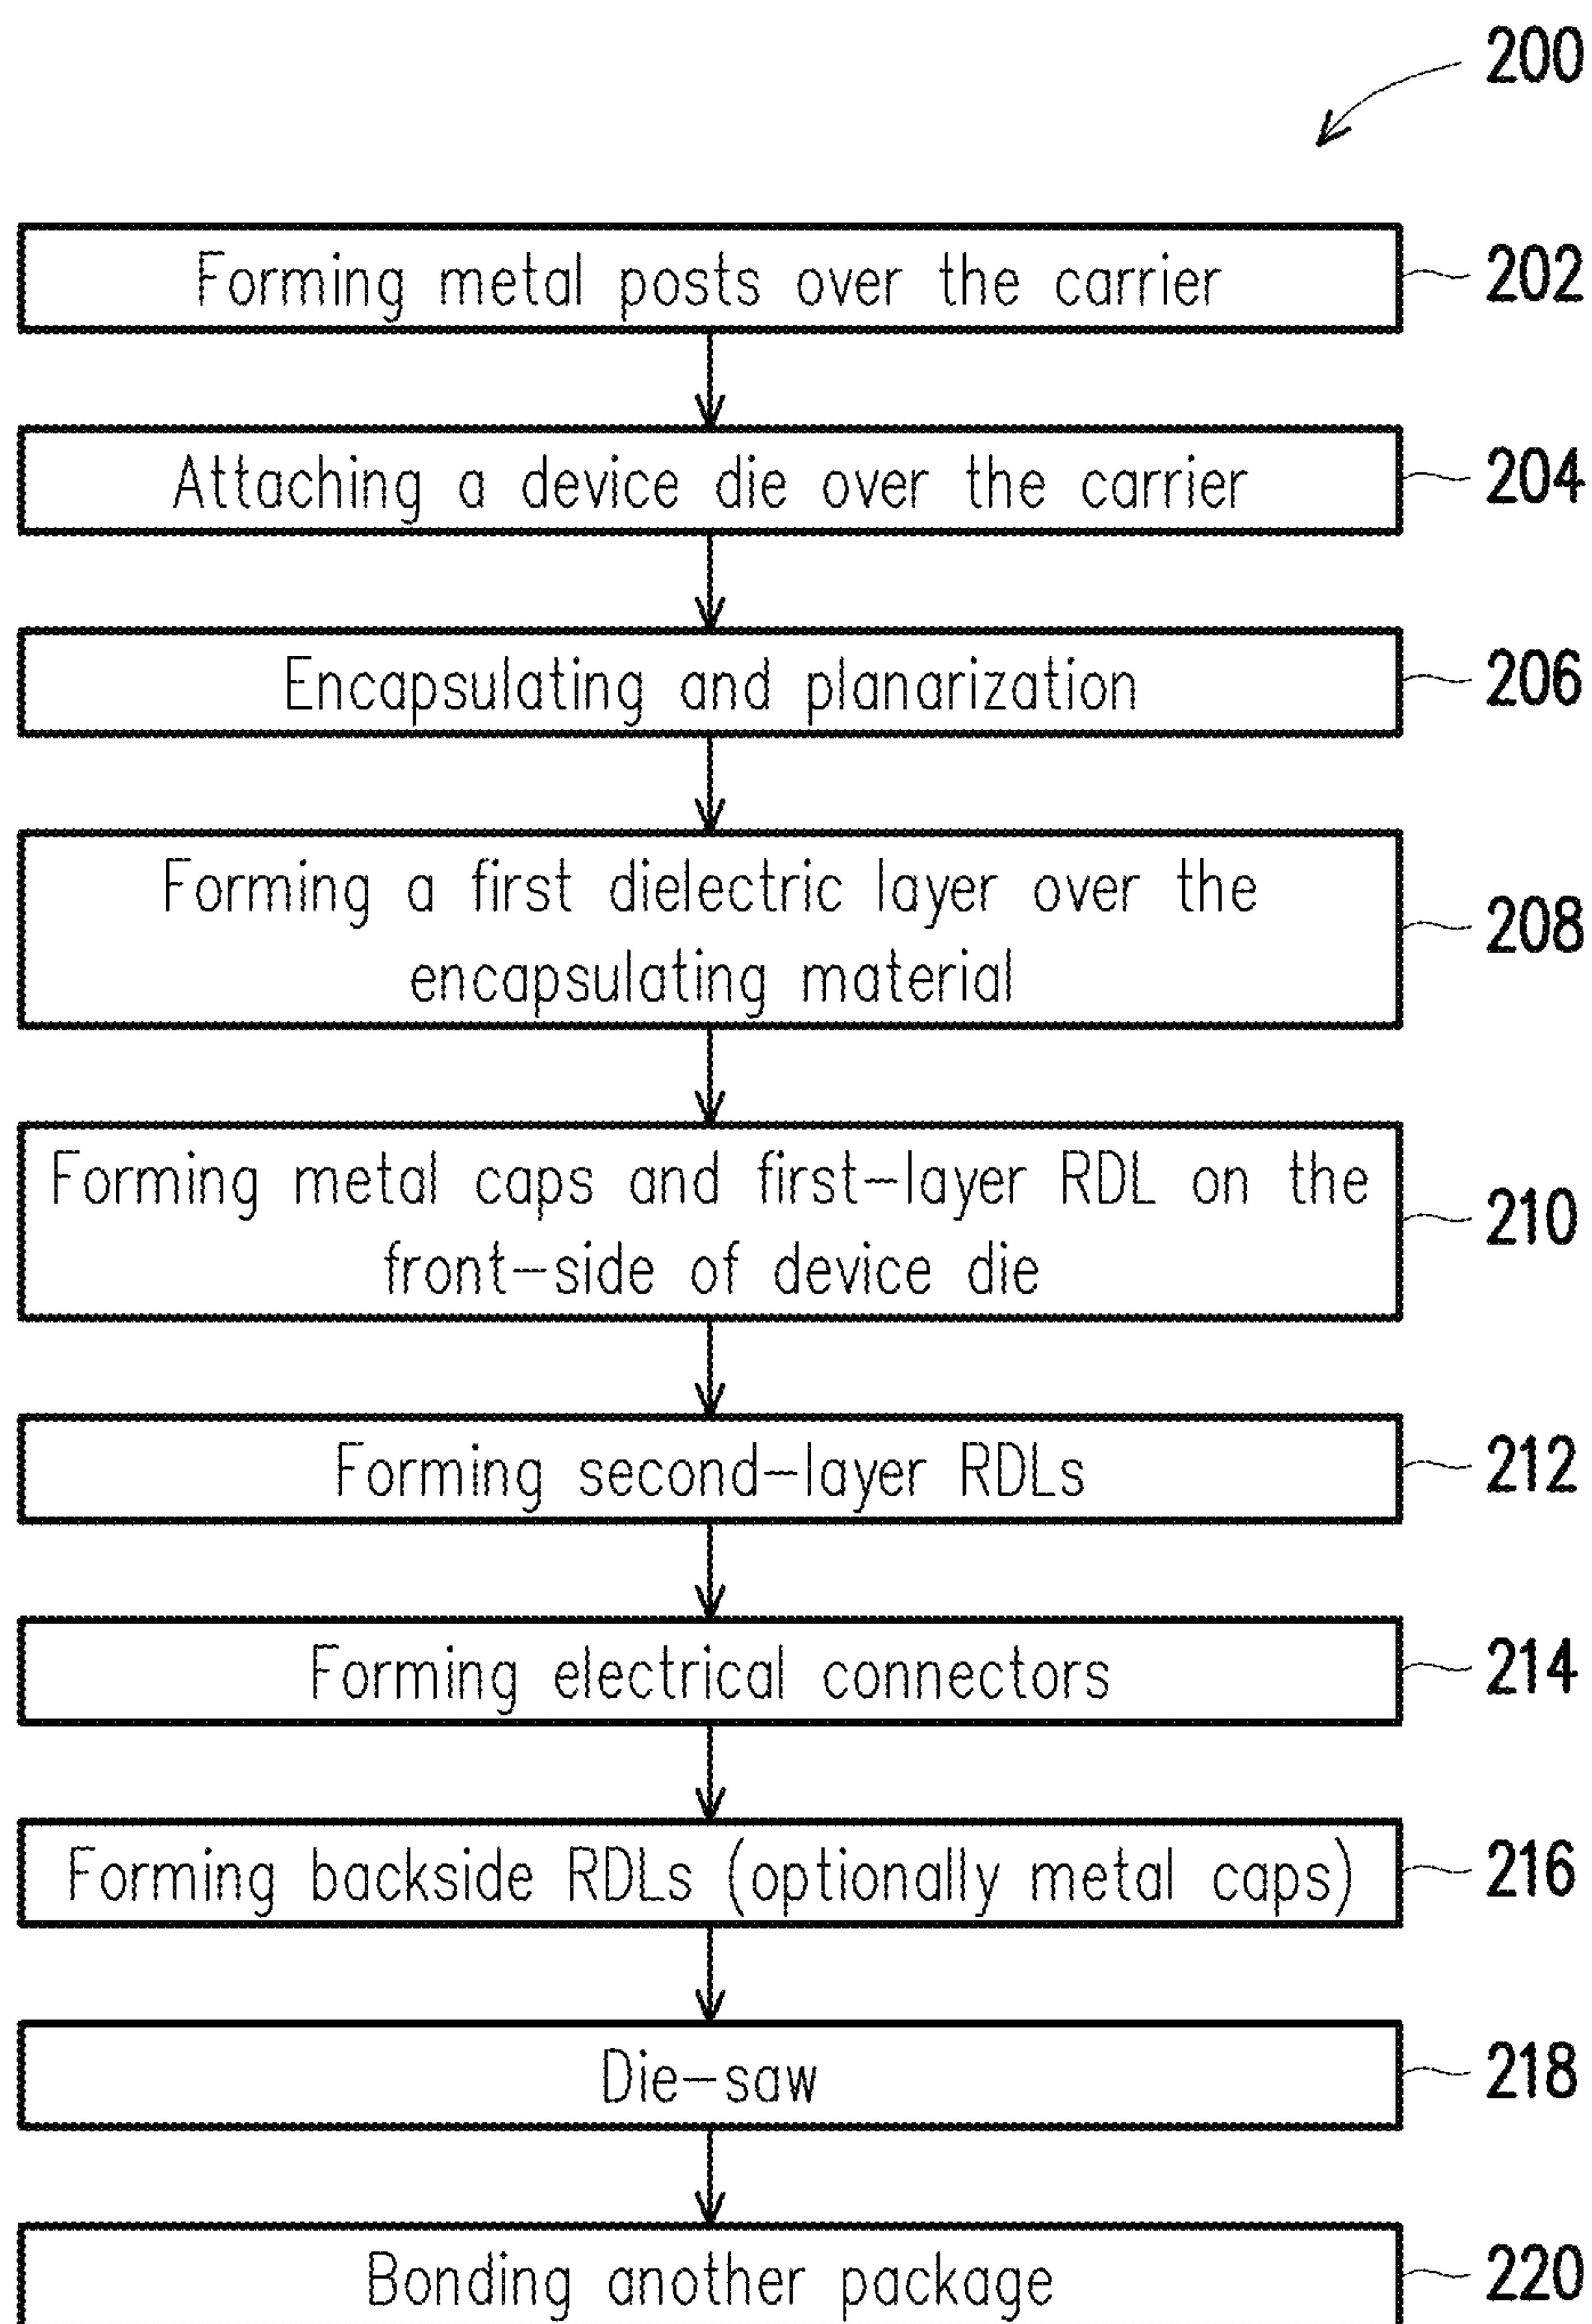 200
Forming metal posts over the carrier
202
Attaching a device die over the carrier
204
Encapsulating and planarization
206
Forming a first dielectric layer over the
encapsulating material
208
Forming metal caps and first-layer RDL on the
front-side of device die
210
Forming second-layer RDLs
212
Forming electrical connectors
214
Forming backside RDLs (optionally metal caps)
216
Die-saw
218
Bonding another package
220